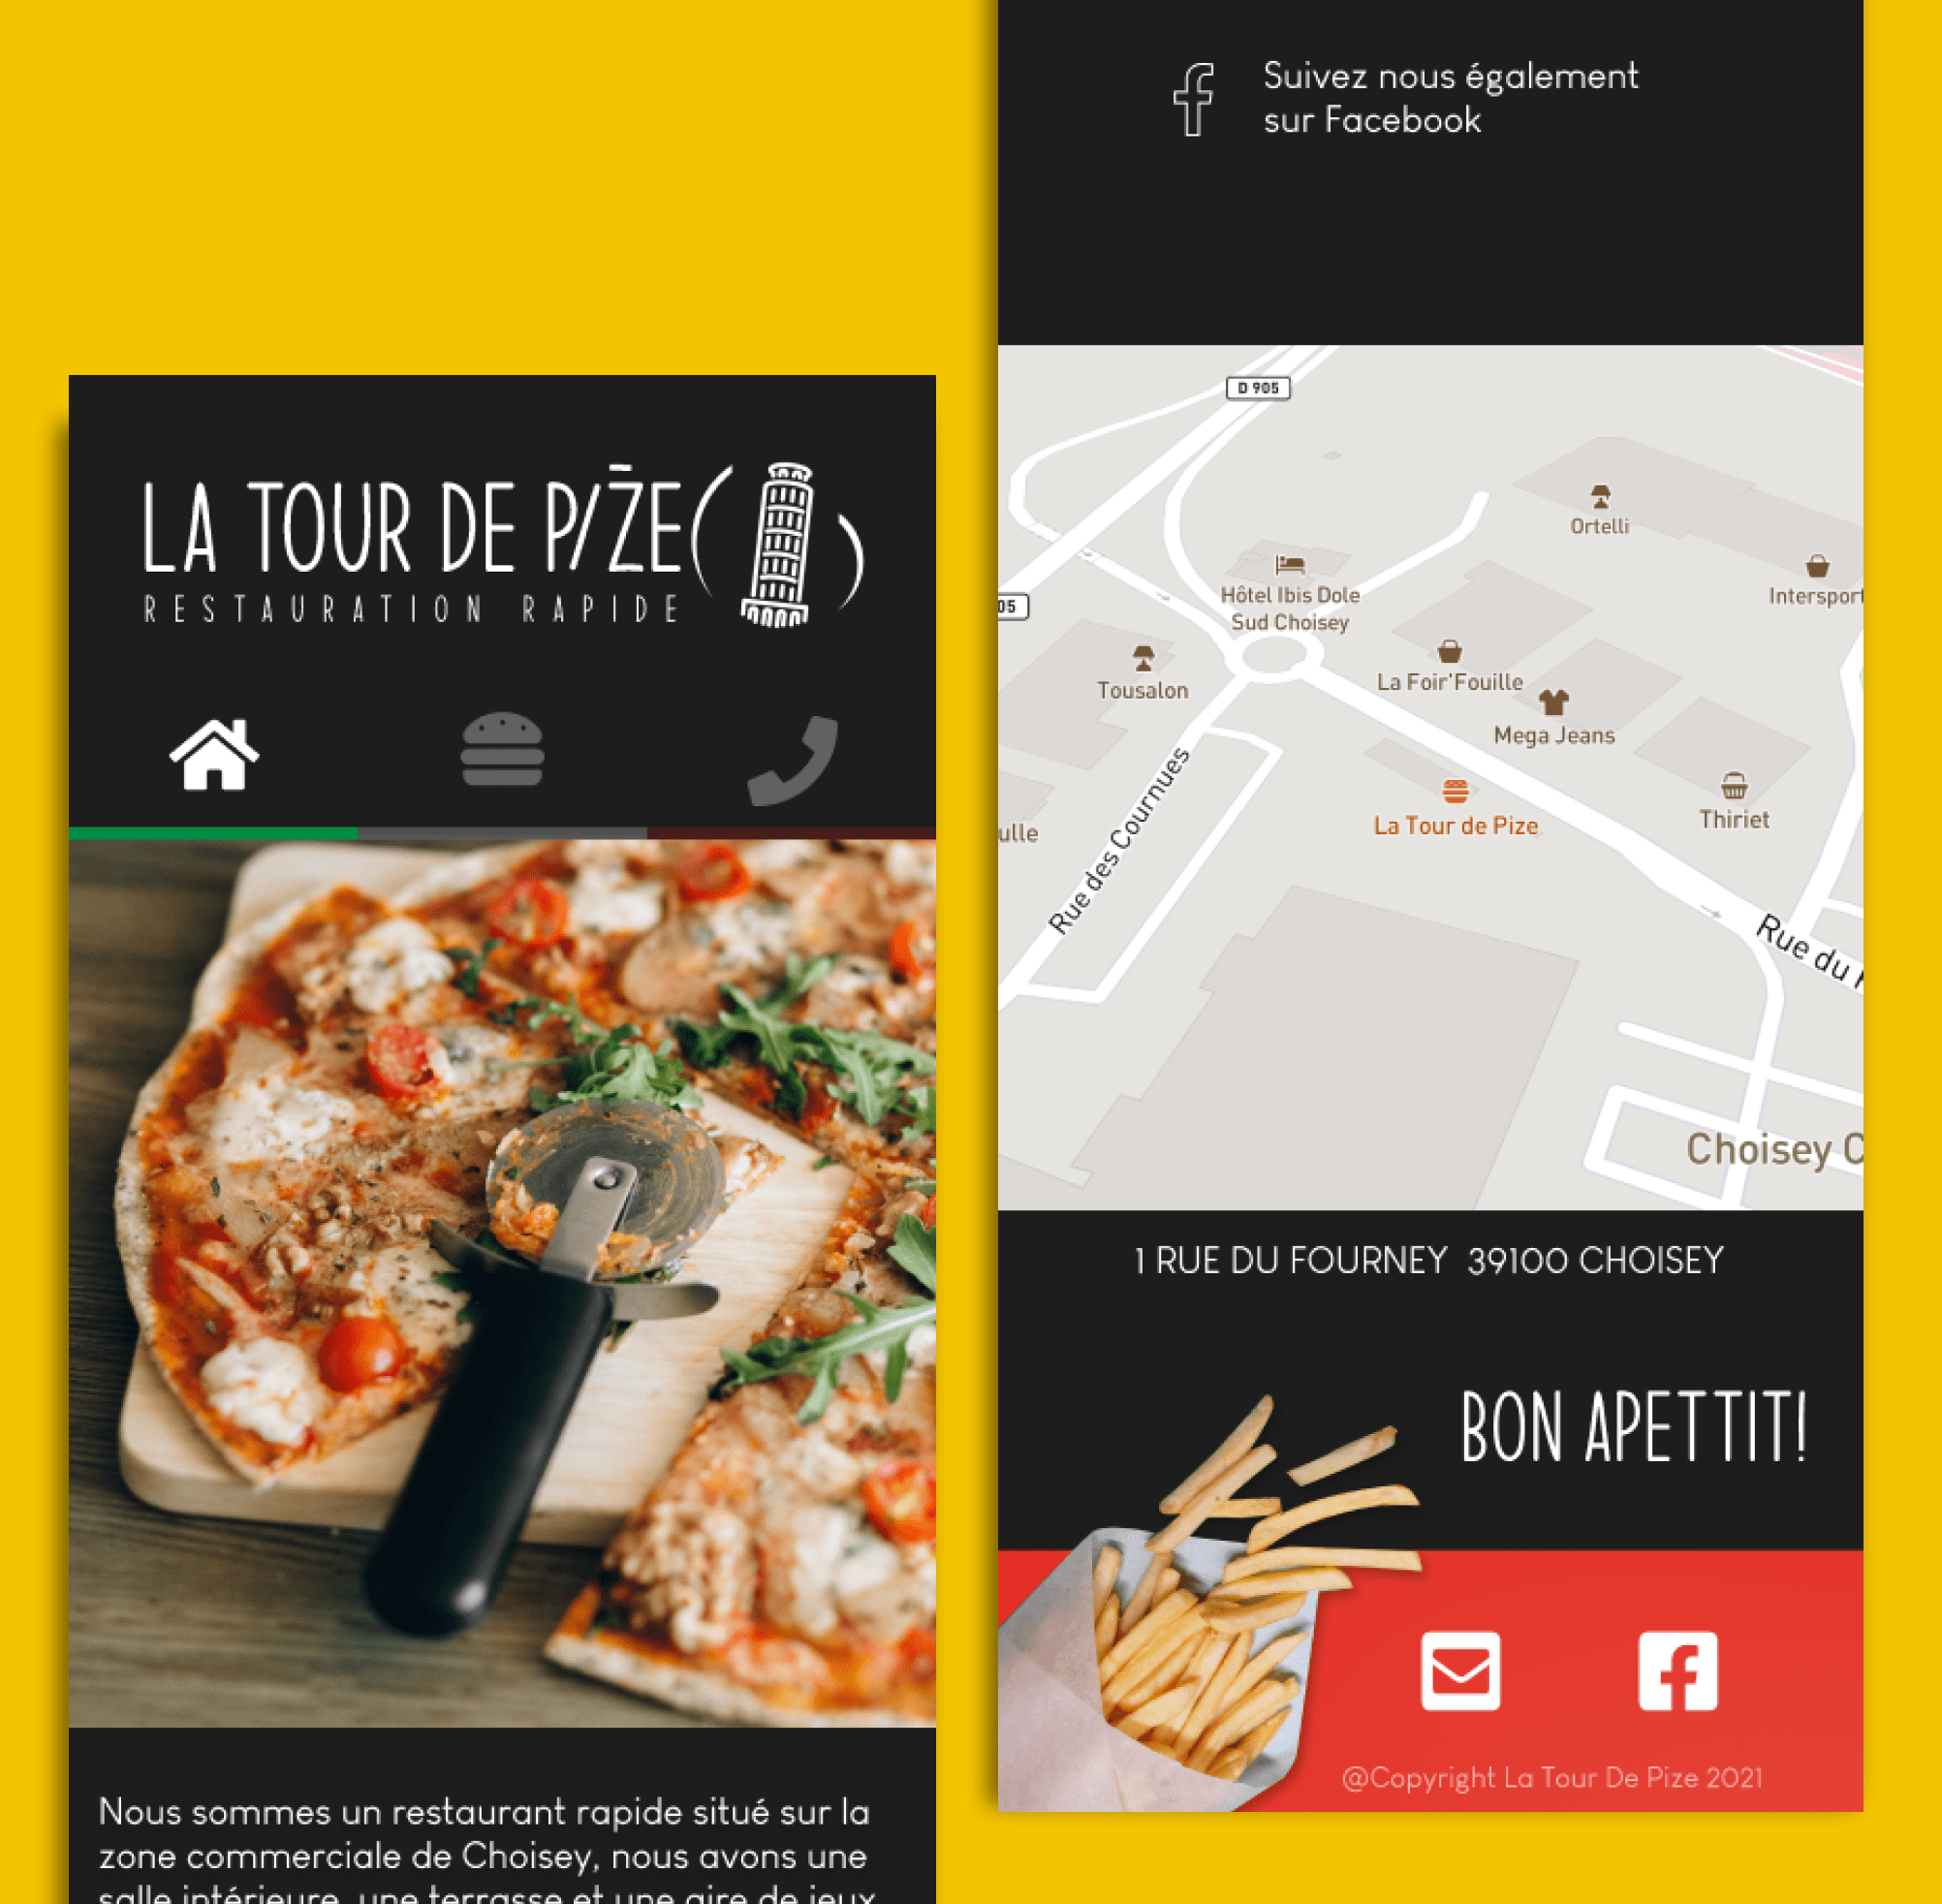 LA TOUR DE PIZE
RESTAURATION RAPIDE
Nous sommes un restaurant rapide situé sur la
zone commerciale de Choisey, nous avons une
salle intérieure, une terrasse et une aire de jeux
Suivez nous également
sur Facebook
D 905
Ortelli
Hôtel Ibis Dole
Sud Choisey
Intersport
05
La Foir'Fouille
Tousalon
Mega Jeans
La Tour de Pize
Thiriet
ulle
Rue des Cournues
Rue du
Choisey C
1 RUE DU FOURNEY 39100 CHOISEY
BON APETTIT!
@Copyright La Tour De Pize 2021